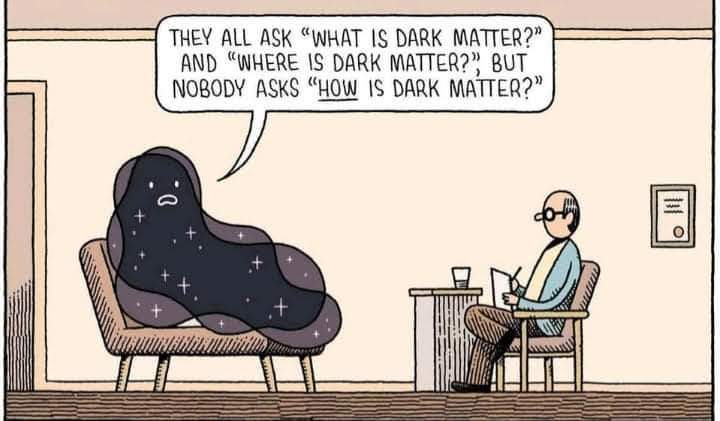 THEY ALL ASK “WHAT IS DARK MATTER?”
AND “WHERE IS DARK MATTER?”, BUT
NOBODY ASKS “HOW IS DARK MATTER?”